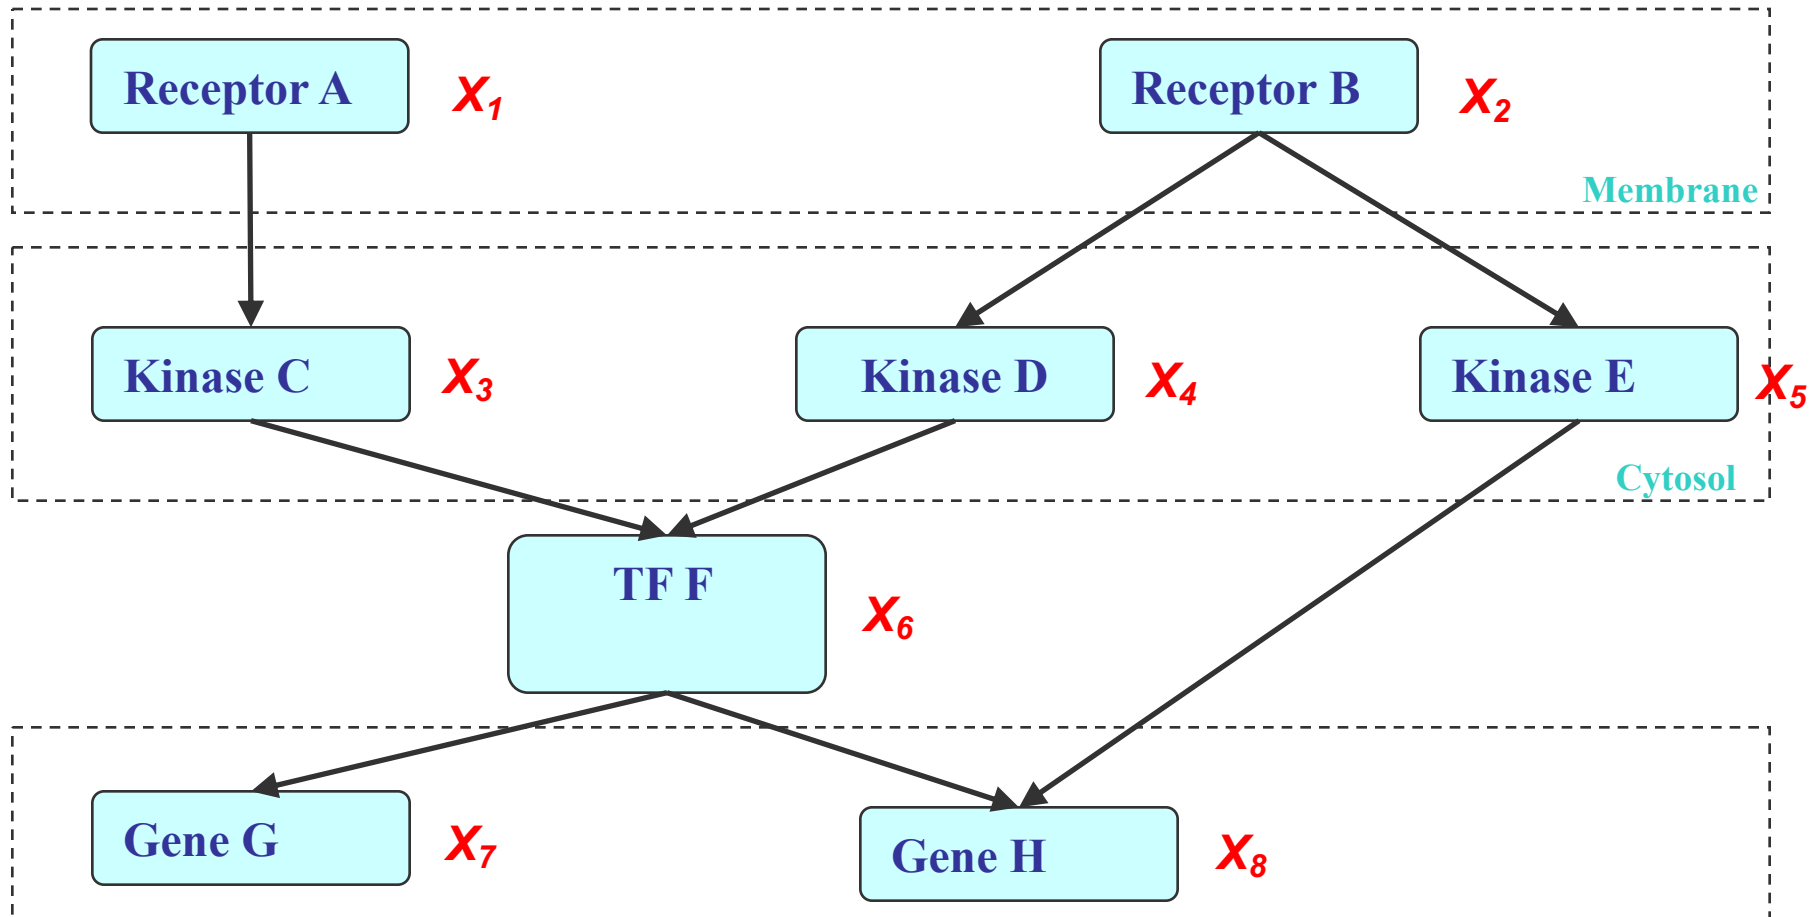 Receptor A
X1
Receptor B
X2
Membrane
Kinase C
X3
Kinase D
X4
Kinase E
X5
Cytosol
TF F
X6
Gene G
X7
Gene H
X8